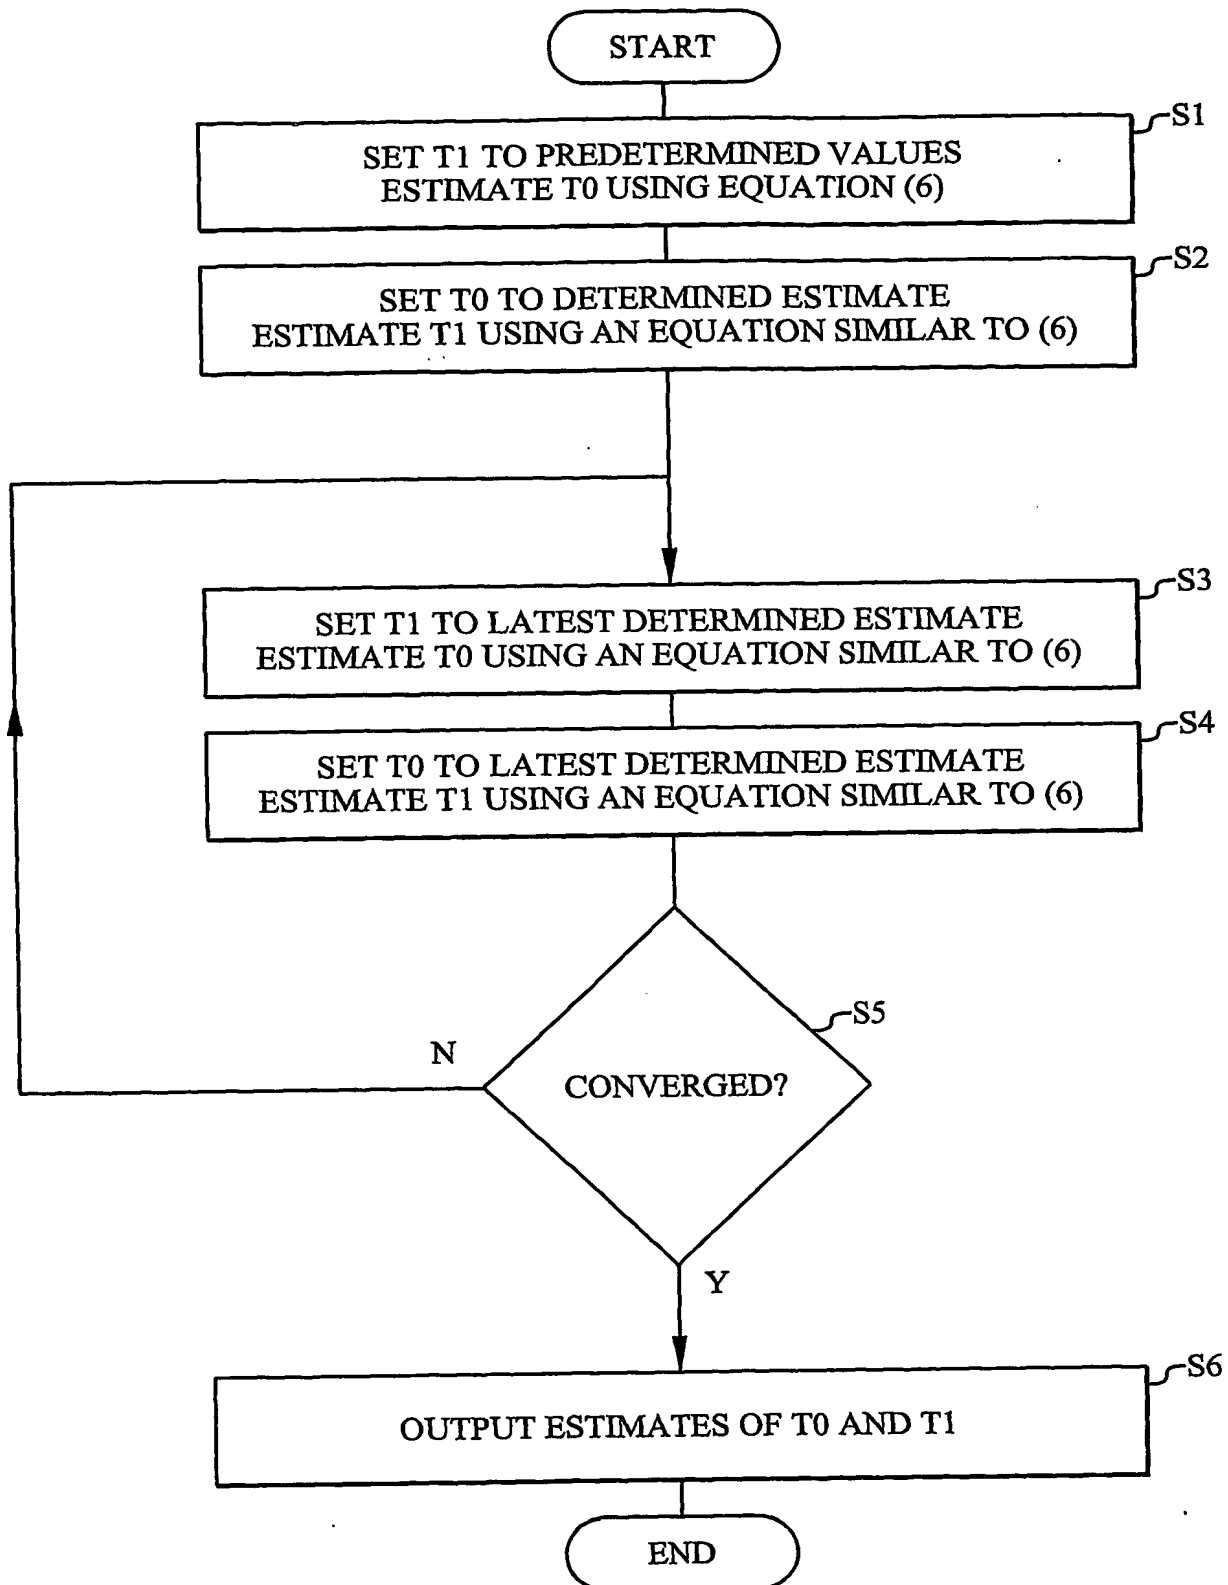 START
S1
SET T1 TO PREDETERMINED VALUES
ESTIMATE T0 USING EQUATION (6)
S2
SET T0 TO DETERMINED ESTIMATE
ESTIMATE T1 USING AN EQUATION SIMILAR TO (6)
S3
SET T1 TO LATEST DETERMINED ESTIMATE
ESTIMATE T0 USING AN EQUATION SIMILAR TO (6)
S4
SET T0 TO LATEST DETERMINED ESTIMATE
ESTIMATE T1 USING AN EQUATION SIMILAR TO (6)
S5
N
CONVERGED?
Y
S6
OUTPUT ESTIMATES OF T0 AND T1
END